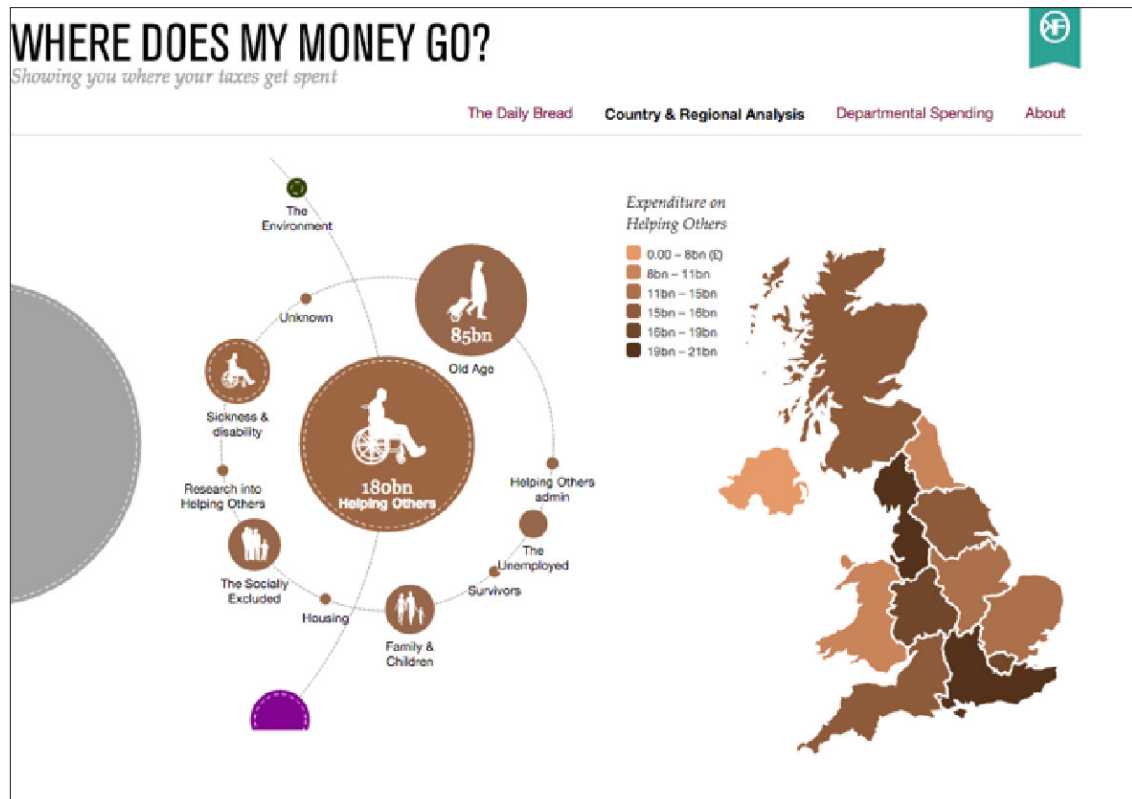 WHERE DOES MY MONEY GO?
Showing you where your taxes get spent
The Daily Bread
Country & Regional Analysis
Departmental Spending
About
The
Environment
Unknown
85bn
Old Age
Sickness &
disability
180bn
Helping Others
Research into
Helping Others
Helping Others
admin
The
Unemployed
The Socially
Excluded
Survivors
Housing
Family &
Children
Expenditure on
Helping Others
0.00 – 8bn (£)
8bn – 11bn
11bn – 15bn
15bn – 16bn
16bn – 19bn
19bn – 21bn